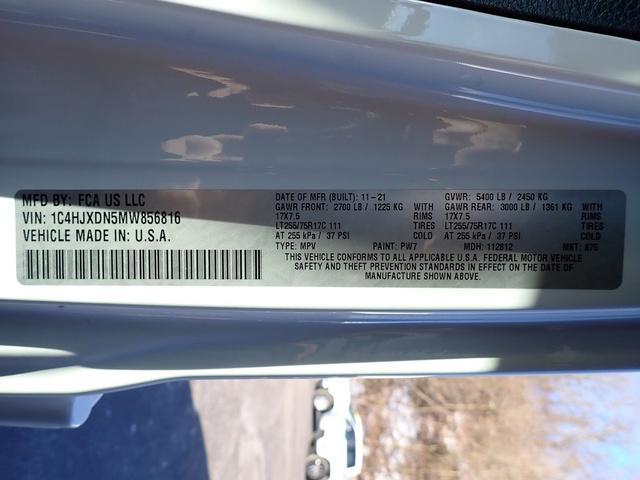 MFD BY: FCA US LLC
VIN: 1C4HJXDN5MW856816
VEHICLE MADE IN: U.S.A.
DATE OF MFR (BUILT): 11-21 GVWR: 5400 LB / 2450 KG
GAWR FRONT: 2700 LB / 1225 KG WITH GAWR REAR: 3000 LB / 1361 KG WITH
17X7.5 RIMS 17X7.5 RIMS
LT255/75R17C 111 TIRES LT255/75R17C 111 TIRES
AT 255 kPa / 37 PSI COLD AT 255 kPa / 37 PSI COLD
TYPE: MPV PAINT: PW7 MDH: 112812 MKT:
THIS VEHICLE CONFORMS TO ALL APPLICABLE U.S.A. FEDERAL MOTOR VEHICLE
SAFETY AND THEFT PREVENTION STANDARDS IN EFFECT ON THE DATE OF
MANUFACTURE SHOWN ABOVE.